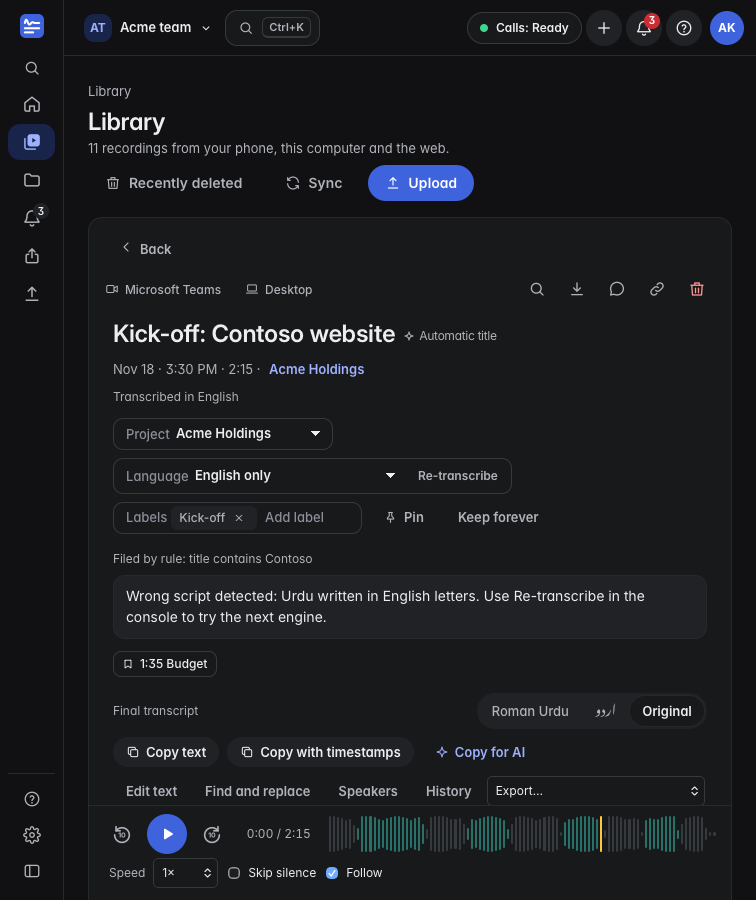 AT Acme team Ctrl+K Calls: Ready 3 AK
3
Library
Library
11 recordings from your phone, this computer and the web.
Recently deleted Sync Upload
Back
Microsoft Teams Desktop
Kick-off: Contoso website Automatic title
Nov 18 · 3:30 PM · 2:15 · Acme Holdings
Transcribed in English
Project Acme Holdings
Language English only Re-transcribe
Labels Kick-off × Add label Pin Keep forever
Filed by rule: title contains Contoso
Wrong script detected: Urdu written in English letters. Use Re-transcribe in the
console to try the next engine.
1:35 Budget
Final transcript Roman Urdu اردو Original
Copy text Copy with timestamps Copy for AI
Edit text Find and replace Speakers History Export...
10 10 0:00 / 2:15
Speed 1× Skip silence Follow